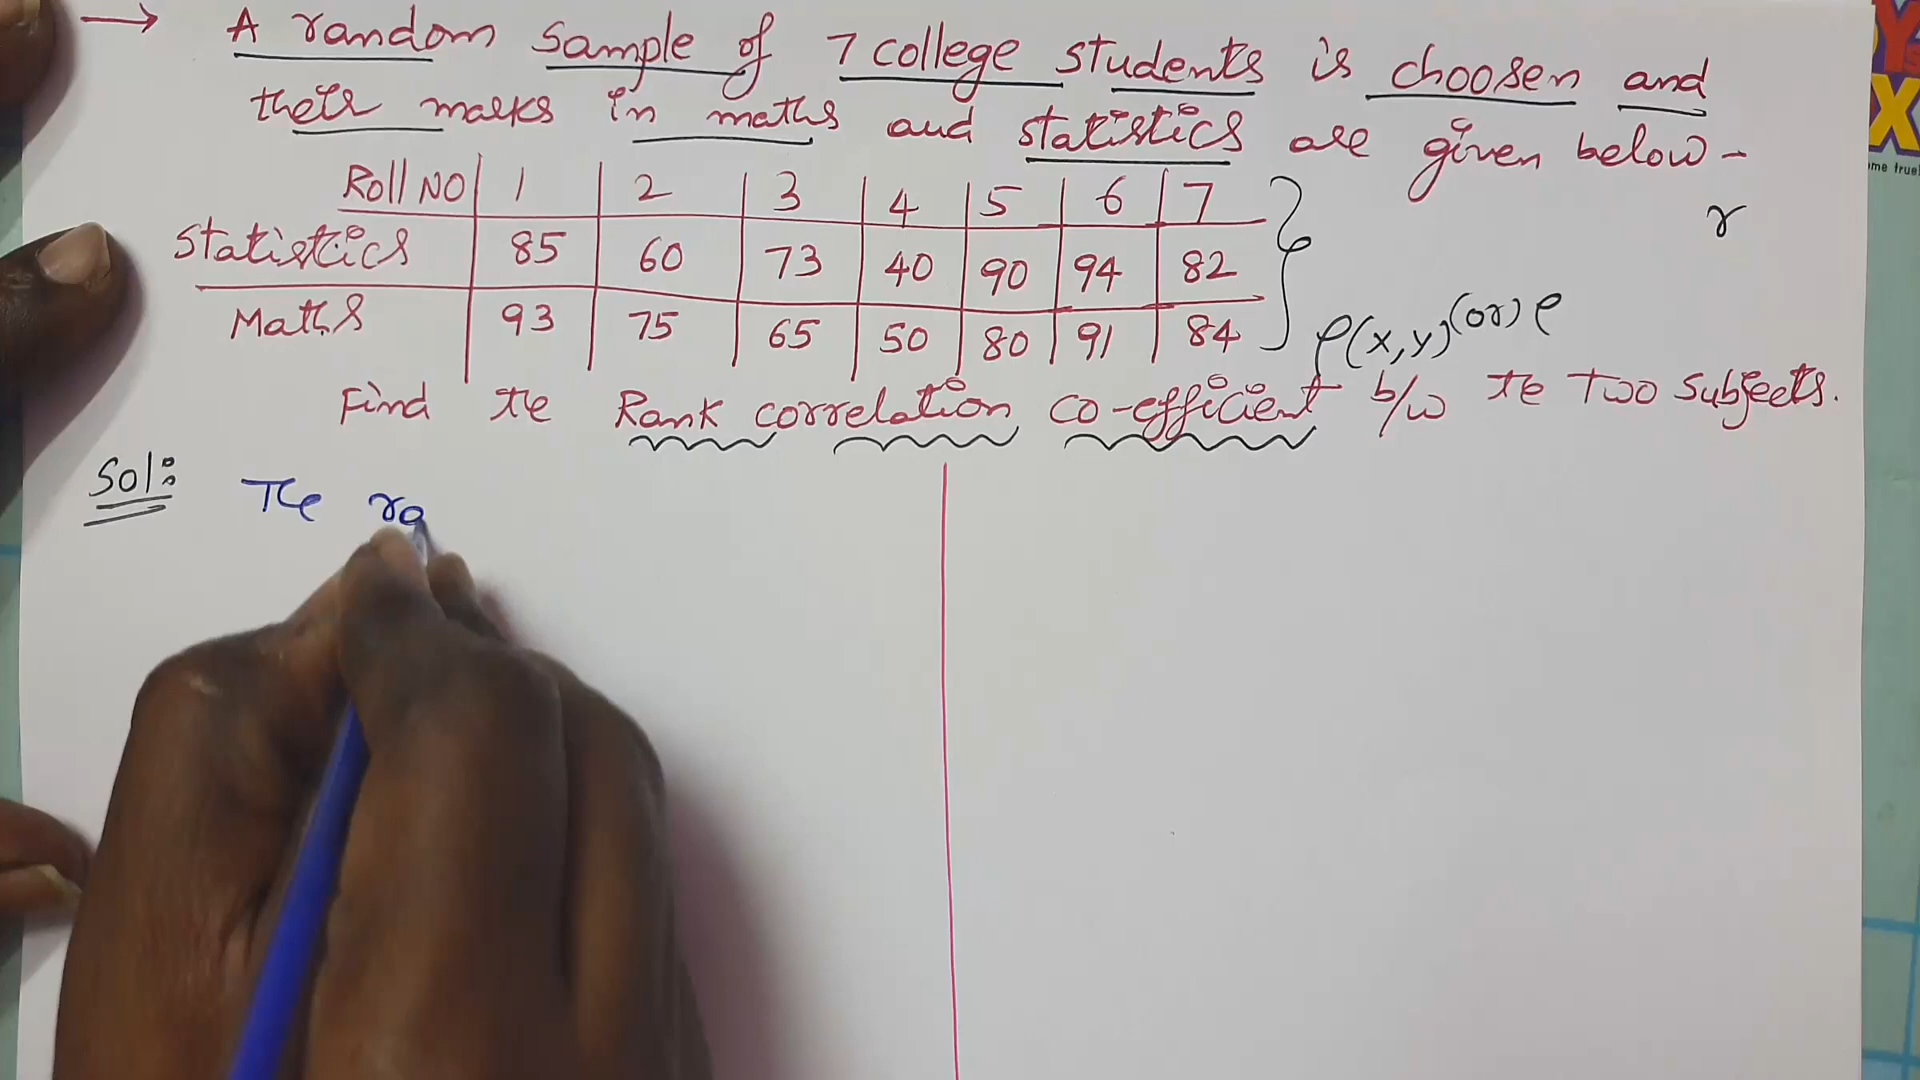 → A random sample of 7 college students is choosen and
their marks in maths and statistics are given below-
Roll NO 1 2 3 4 5 6 7
Statistics 85 60 73 40 90 94 82
Maths 93 75 65 50 80 91 84
r
ρ(x,y) (or) ρ
Find the Rank correlation co-efficient b/w the Two subjects.
Sol: The ra
me true